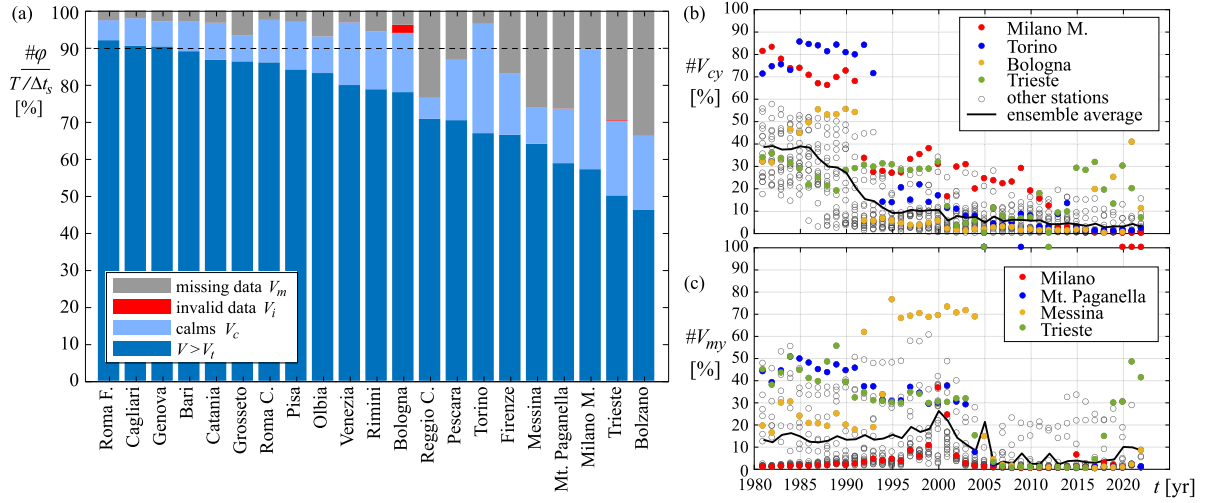 (a)
#φ
T/Δt_s
[%]
100
90
80
70
60
50
40
30
20
10
0
missing data V_m
invalid data V_i
calms V_c
V>V_t
Roma F.
Cagliari
Genova
Bari
Catania
Grosseto
Roma C.
Pisa
Olbia
Venezia
Rimini
Bologna
Reggio C.
Pescara
Torino
Firenze
Messina
Mt. Paganella
Milano M.
Trieste
Bolzano
(b)
#V_cy
[%]
100
90
80
70
60
50
40
30
20
10
0
Milano M.
Torino
Bologna
Trieste
other stations
ensemble average
(c)
#V_my
[%]
100
90
80
70
60
50
40
30
20
10
0
Milano
Mt. Paganella
Messina
Trieste
1980 1985 1990 1995 2000 2005 2010 2015 2020 t [yr]